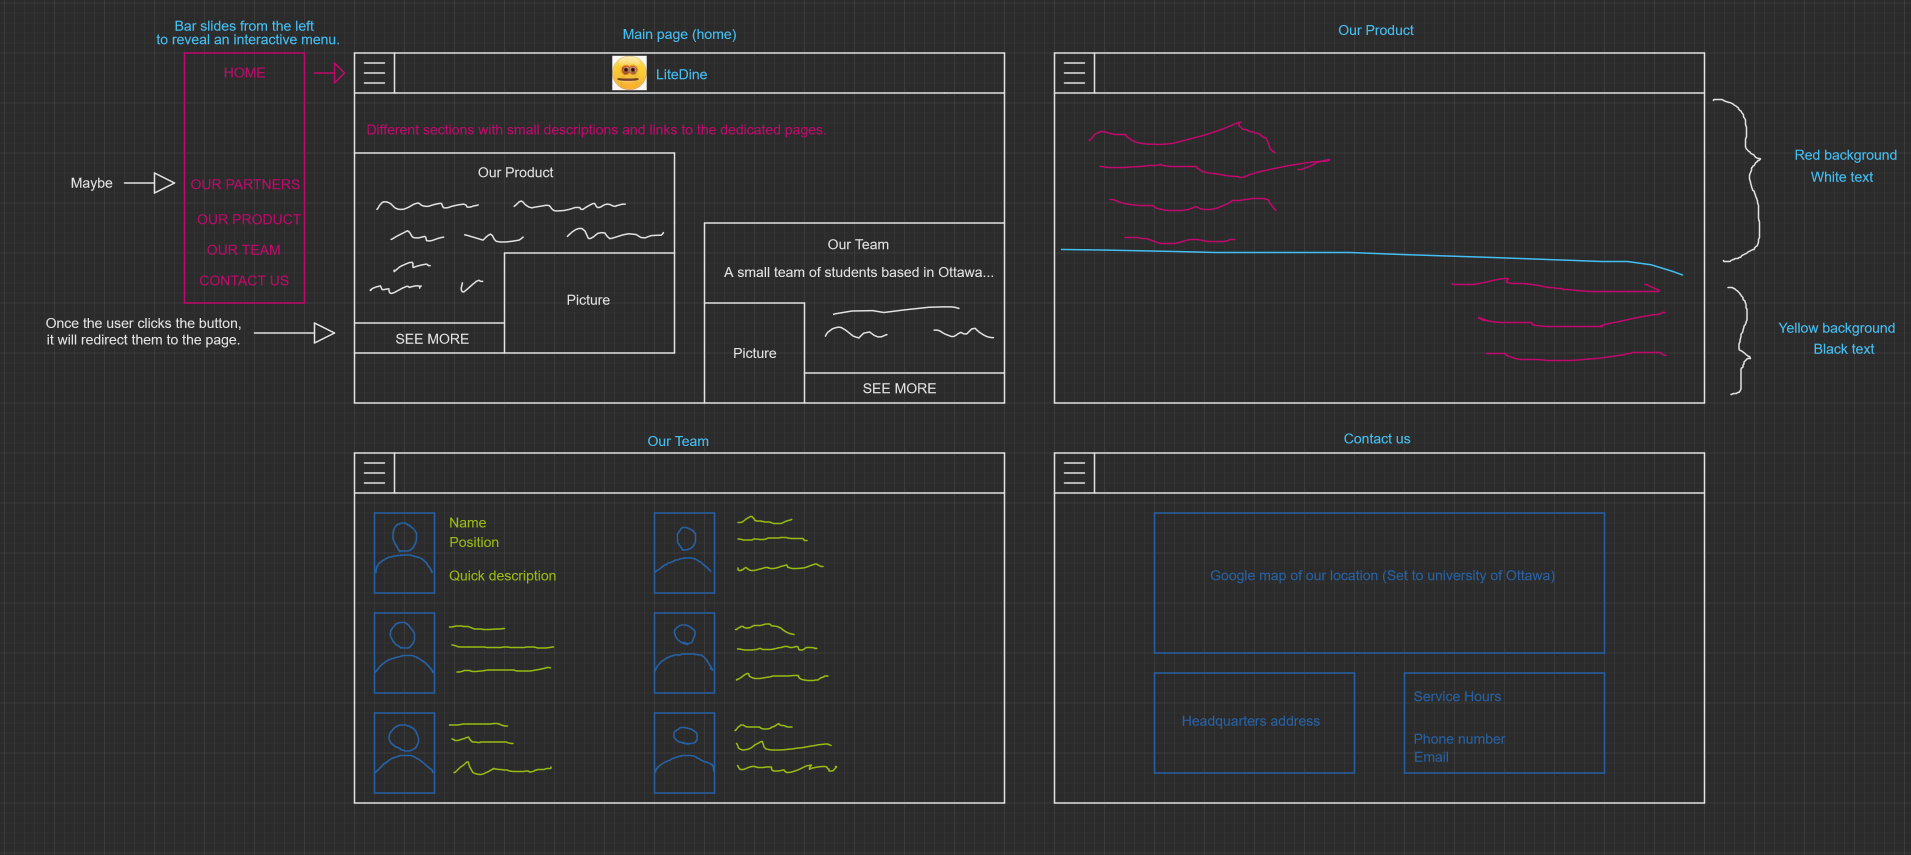 Bar slides from the left
to reveal an interactive menu.
HOME
Maybe
OUR PARTNERS
OUR PRODUCT
OUR TEAM
CONTACT US
Once the user clicks the button,
it will redirect them to the page.
Main page (home)
LiteDine
Different sections with small descriptions and links to the dedicated pages.
Our Product
Picture
SEE MORE
Our Team
A small team of students based in Ottawa...
Picture
SEE MORE
Our Product
Red background
White text
Yellow background
Black text
Our Team
Name
Position
Quick description
Contact us
Google map of our location (Set to university of Ottawa)
Headquarters address
Service Hours
Phone number
Email